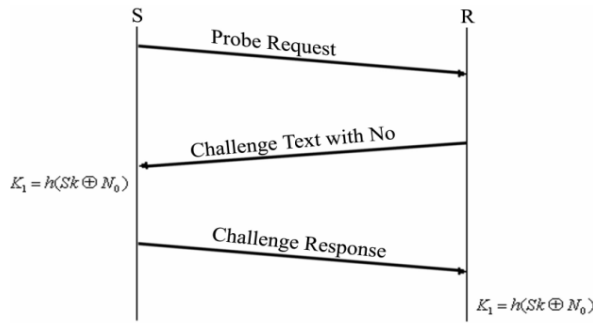 S
R
Probe Request
Challenge Text with No
K₁ = h(Sk ⊕ N₀)
Challenge Response
K₁ = h(Sk ⊕ N₀)